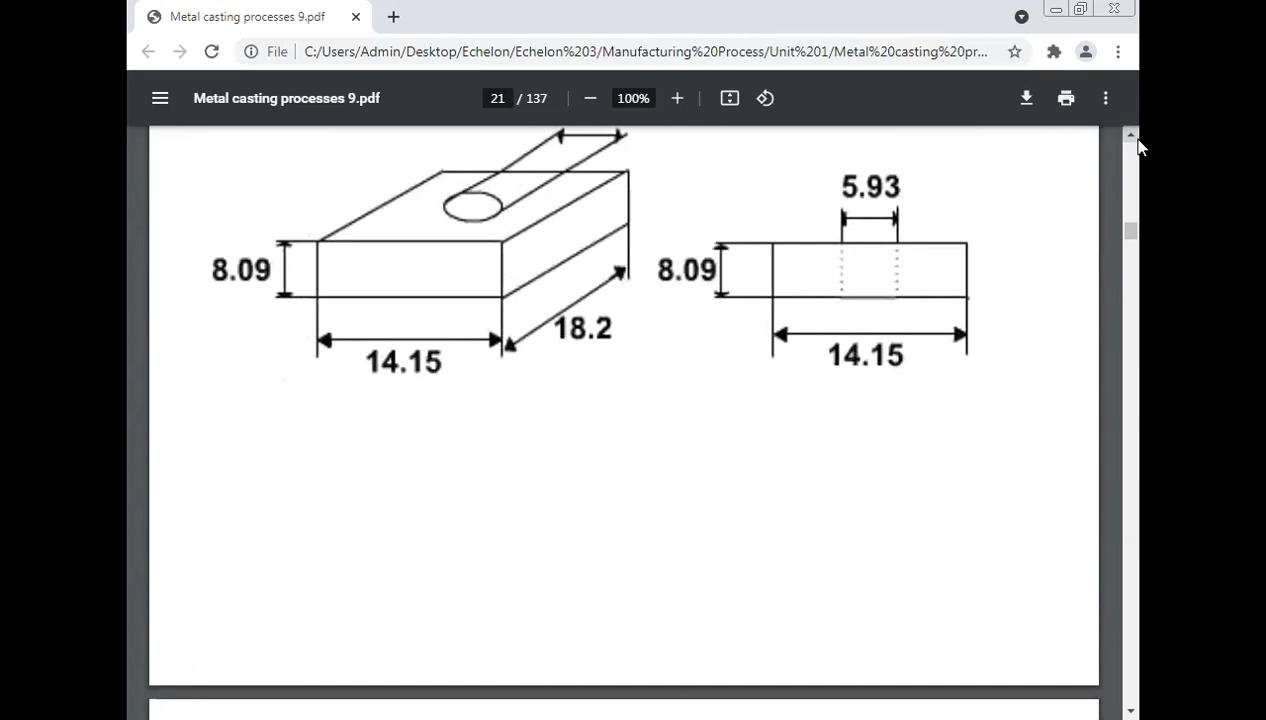 Metal casting processes 9.pdf
File C:/Users/Admin/Desktop/Echelon/Echelon%203/Manufacturing%20Process/Unit%201/Metal%20casting%20pr...
Metal casting processes 9.pdf 21 / 137 100%
5.93
8.09
8.09
18.2
14.15
14.15